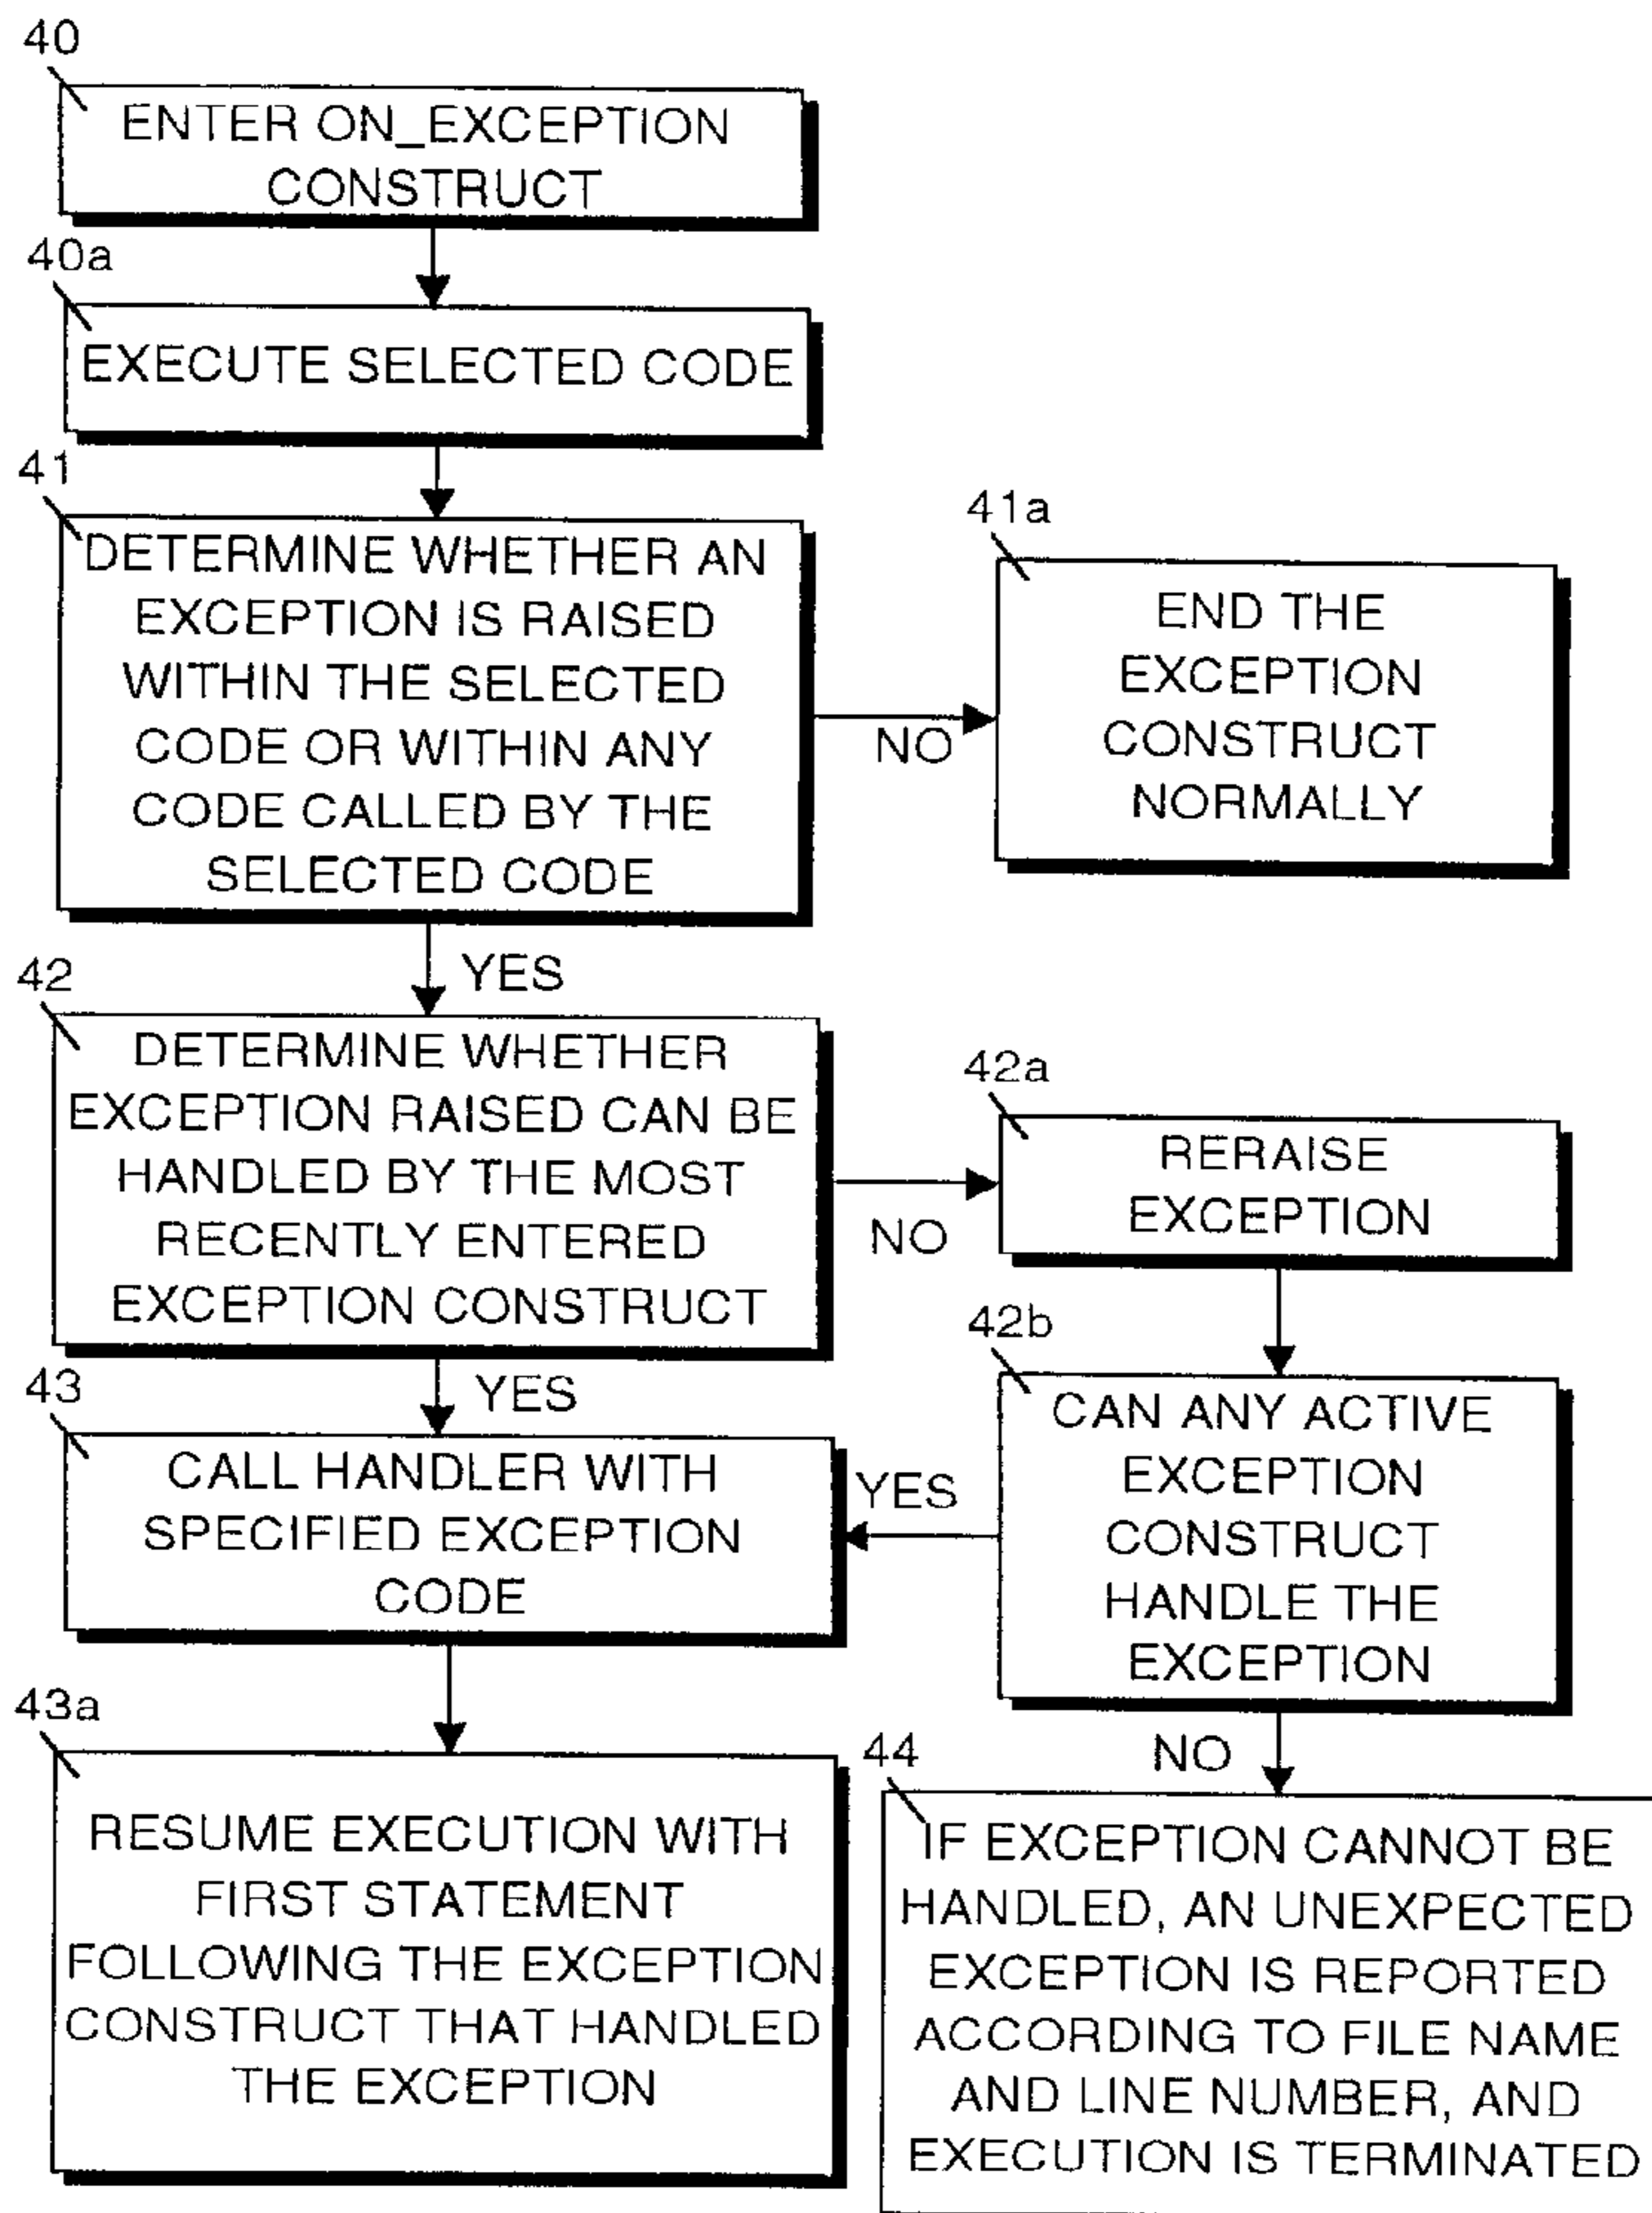 40
ENTER ON_EXCEPTION
CONSTRUCT
40a
EXECUTE SELECTED CODE
41
DETERMINE WHETHER AN
EXCEPTION IS RAISED
WITHIN THE SELECTED
CODE OR WITHIN ANY
CODE CALLED BY THE
SELECTED CODE
NO
41a
END THE
EXCEPTION
CONSTRUCT
NORMALLY
YES
42
DETERMINE WHETHER
EXCEPTION RAISED CAN BE
HANDLED BY THE MOST
RECENTLY ENTERED
EXCEPTION CONSTRUCT
NO
42a
RERAISE
EXCEPTION
42b
CAN ANY ACTIVE
EXCEPTION
CONSTRUCT
HANDLE THE
EXCEPTION
YES
YES
43
CALL HANDLER WITH
SPECIFIED EXCEPTION
CODE
43a
RESUME EXECUTION WITH
FIRST STATEMENT
FOLLOWING THE EXCEPTION
CONSTRUCT THAT HANDLED
THE EXCEPTION
NO
44
IF EXCEPTION CANNOT BE
HANDLED, AN UNEXPECTED
EXCEPTION IS REPORTED
ACCORDING TO FILE NAME
AND LINE NUMBER, AND
EXECUTION IS TERMINATED